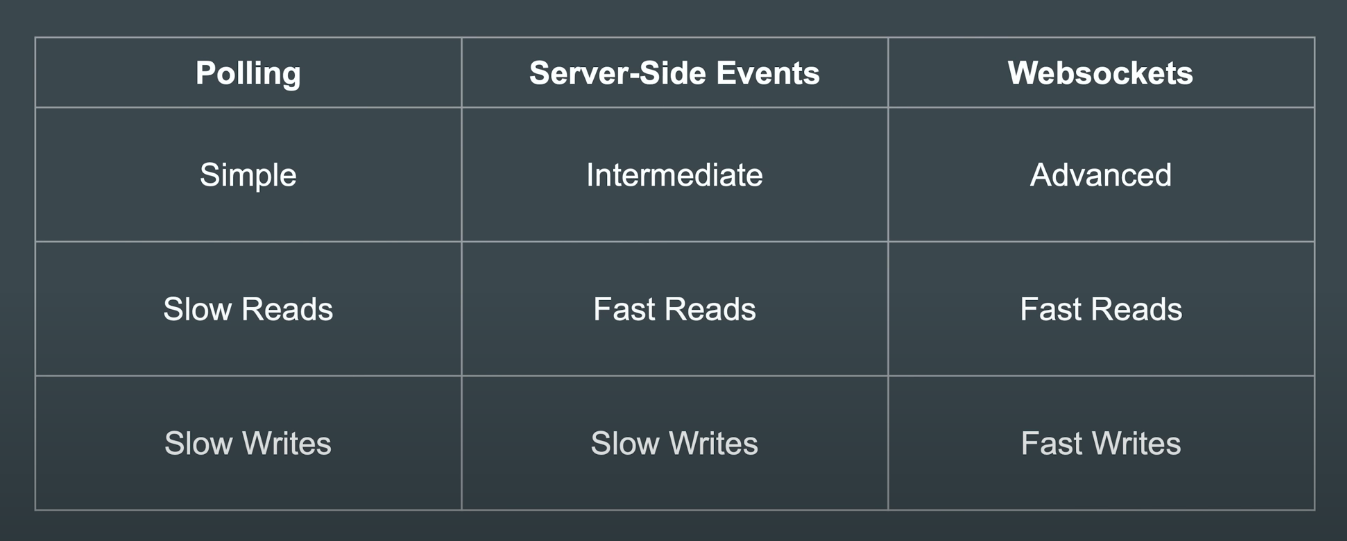 Polling Server-Side Events Websockets
Simple Intermediate Advanced
Slow Reads Fast Reads Fast Reads
Slow Writes Slow Writes Fast Writes